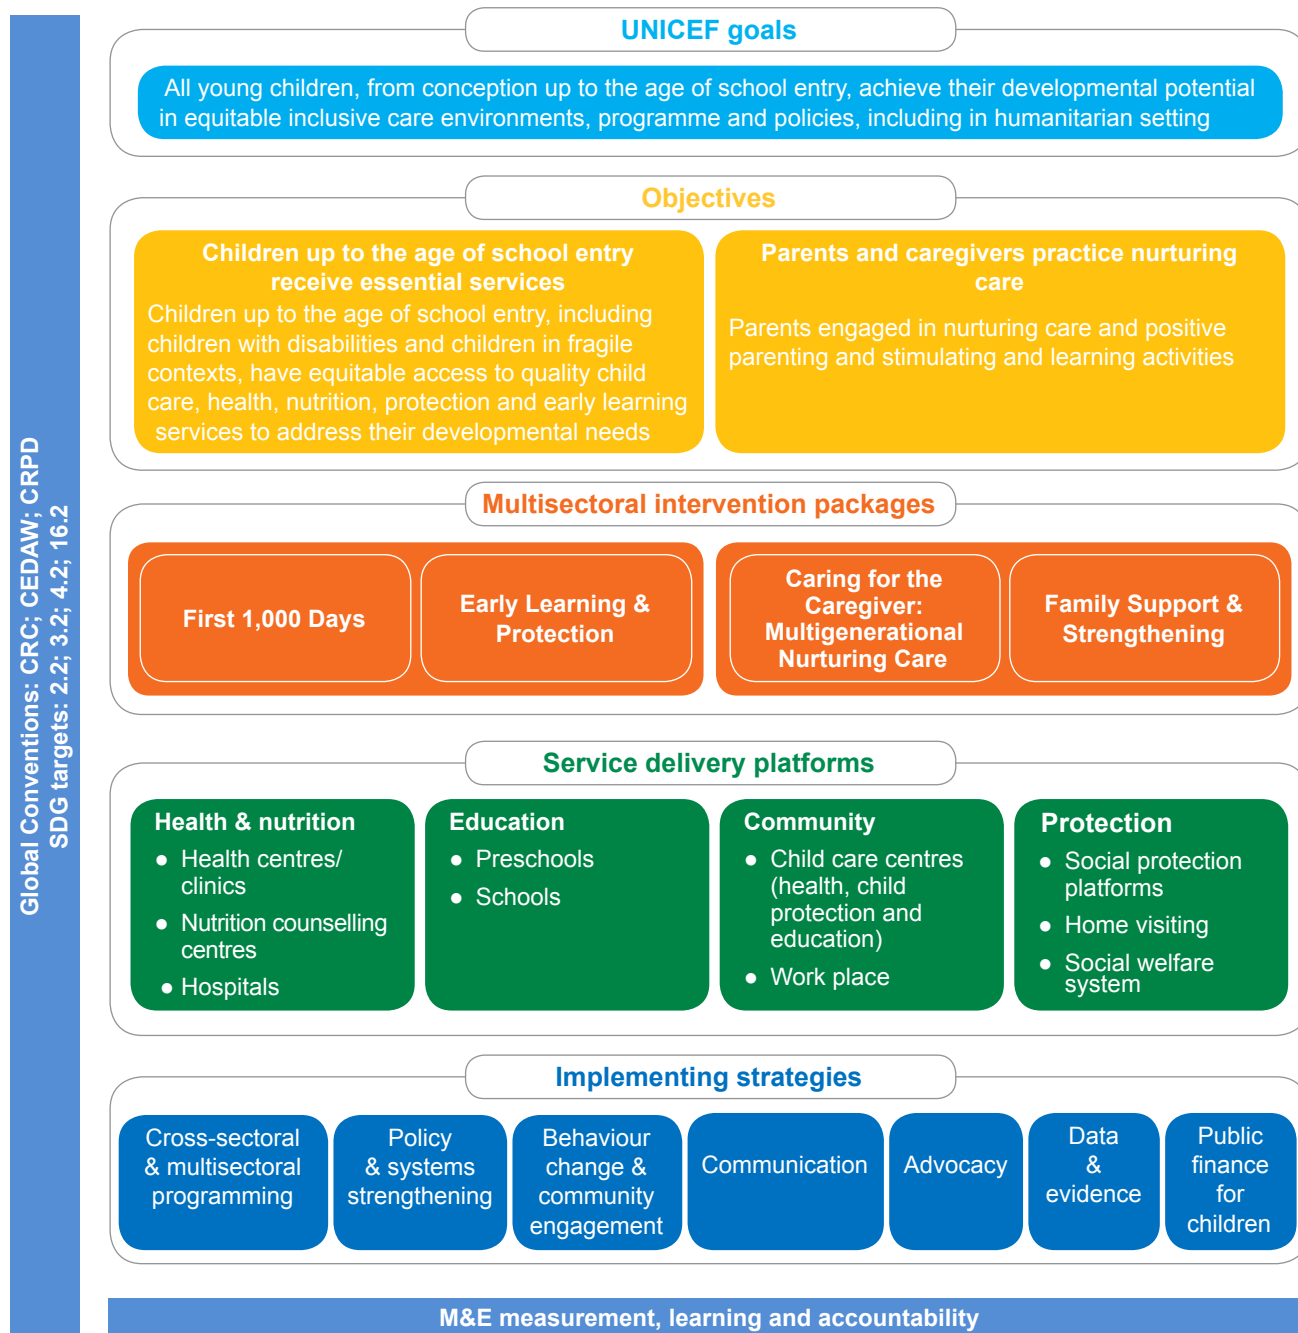 Global Conventions: CRC; CEDAW; CRPD
SDG targets: 2.2; 3.2; 4.2; 16.2
UNICEF goals
All young children, from conception up to the age of school entry, achieve their developmental potential
in equitable inclusive care environments, programme and policies, including in humanitarian setting
Objectives
Children up to the age of school entry
receive essential services
Children up to the age of school entry, including
children with disabilities and children in fragile
contexts, have equitable access to quality child
care, health, nutrition, protection and early learning
services to address their developmental needs
Parents and caregivers practice nurturing
care
Parents engaged in nurturing care and positive
parenting and stimulating and learning activities
Multisectoral intervention packages
First 1,000 Days
Early Learning &
Protection
Caring for the
Caregiver:
Multigenerational
Nurturing Care
Family Support &
Strengthening
Service delivery platforms
Health & nutrition
● Health centres/
clinics
● Nutrition counselling
centres
● Hospitals
Education
● Preschools
● Schools
Community
● Child care centres
(health, child
protection and
education)
● Work place
Protection
● Social protection
platforms
● Home visiting
● Social welfare
system
Implementing strategies
Cross-sectoral
& multisectoral
programming
Policy
& systems
strengthening
Behaviour
change &
community
engagement
Communication
Advocacy
Data
&
evidence
Public
finance
for
children
M&E measurement, learning and accountability